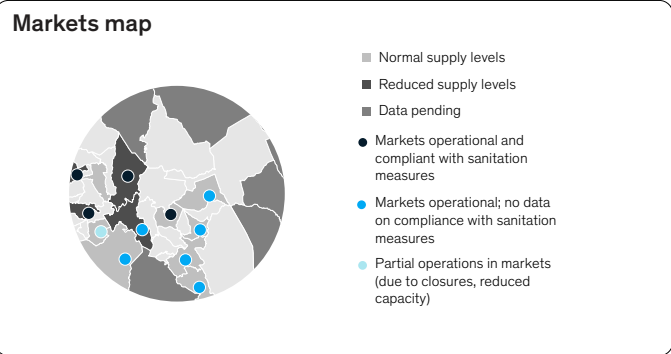 Markets map
Normal supply levels
Reduced supply levels
Data pending
Markets operational and
compliant with sanitation
measures
Markets operational; no data
on compliance with sanitation
measures
Partial operations in markets
(due to closures, reduced
capacity)